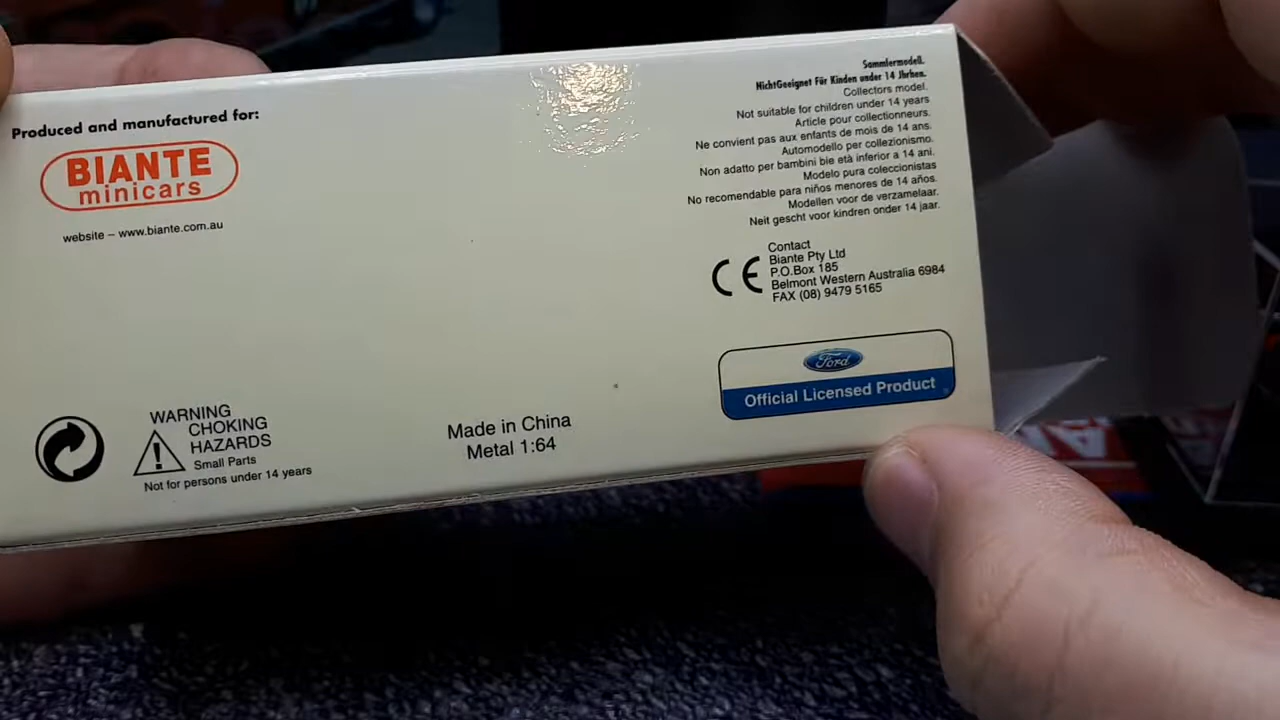 Produced and manufactured for:
BIANTE
minicars
website – www.biante.com.au
Sammlermodell.
NichtGeeignet Für Kinden under 14 Jhrhen.
Collectors model.
Not suitable for children under 14 years
Article pour collectionneurs.
Ne convient pas aux enfants de mois de 14 ans.
Automodello per collezionismo.
Non adatto per bambini bie età inferior a 14 ani.
Modelo pura coleccionistas
No recomendable para niños menores de 14 años.
Modellen voor de verzamelaar.
Neit gescht voor kindren onder 14 jaar.
CE
Contact
Biante Pty Ltd
P.O.Box 185
Belmont Western Australia 6984
FAX (08) 9479 5165
Ford
Official Licensed Product
WARNING
CHOKING
HAZARDS
Small Parts
Not for persons under 14 years
Made in China
Metal 1:64